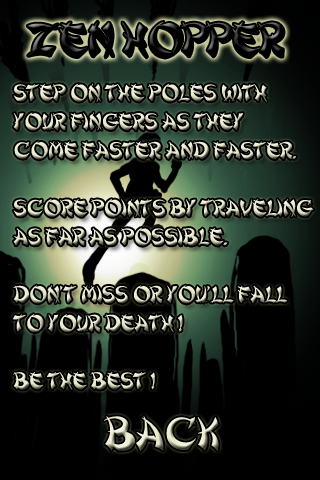 ZEN HOPPER
STEP ON THE POLES WITH
YOUR FINGERS AS THEY
COME FASTER AND FASTER.
SCORE POINTS BY TRAVELING
AS FAR AS POSSIBLE.
DON'T MISS OR YOU'LL FALL
TO YOUR DEATH !
BE THE BEST !
BACK